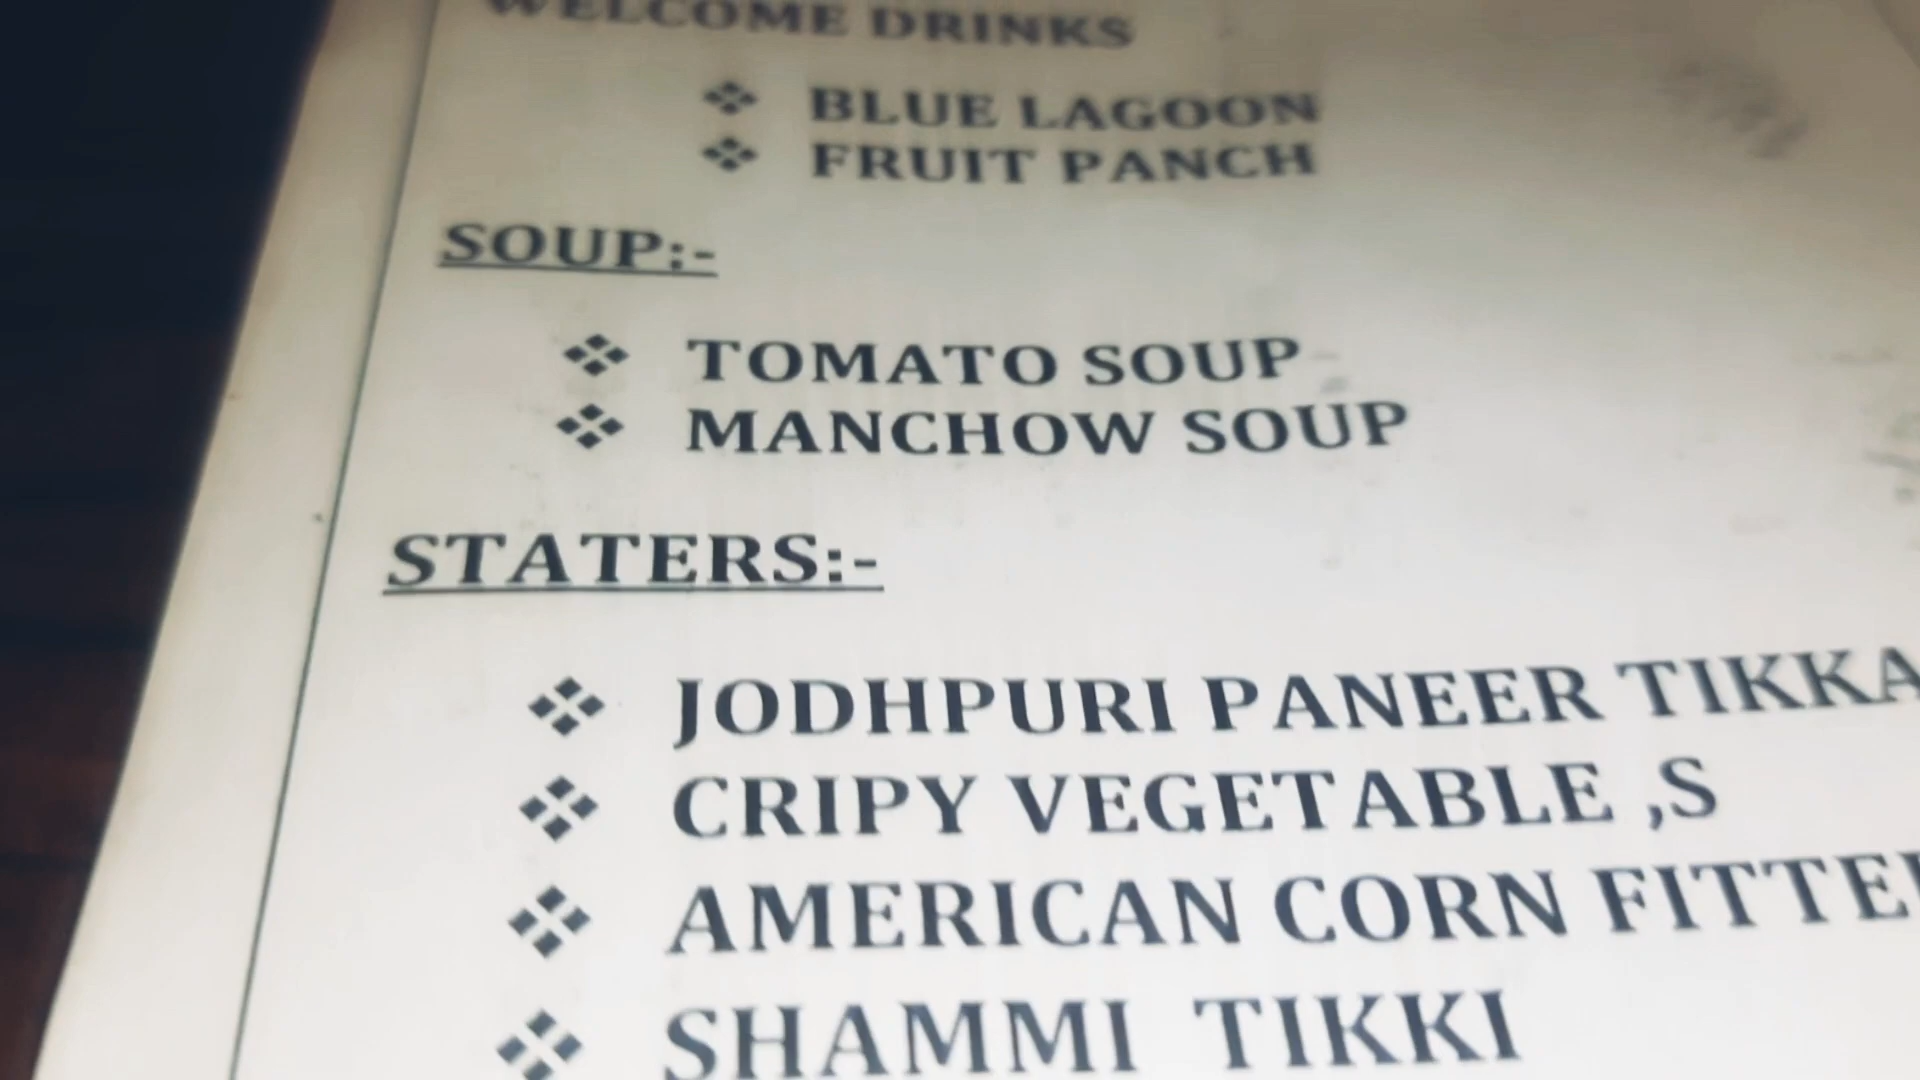 WELCOME DRINKS
❖ BLUE LAGOON
❖ FRUIT PANCH
SOUP:-
❖ TOMATO SOUP
❖ MANCHOW SOUP
STATERS:-
❖ JODHPURI PANEER TIKKA
❖ CRIPY VEGETABLE ,S
❖ AMERICAN CORN
❖ SHAMMI TIKKI